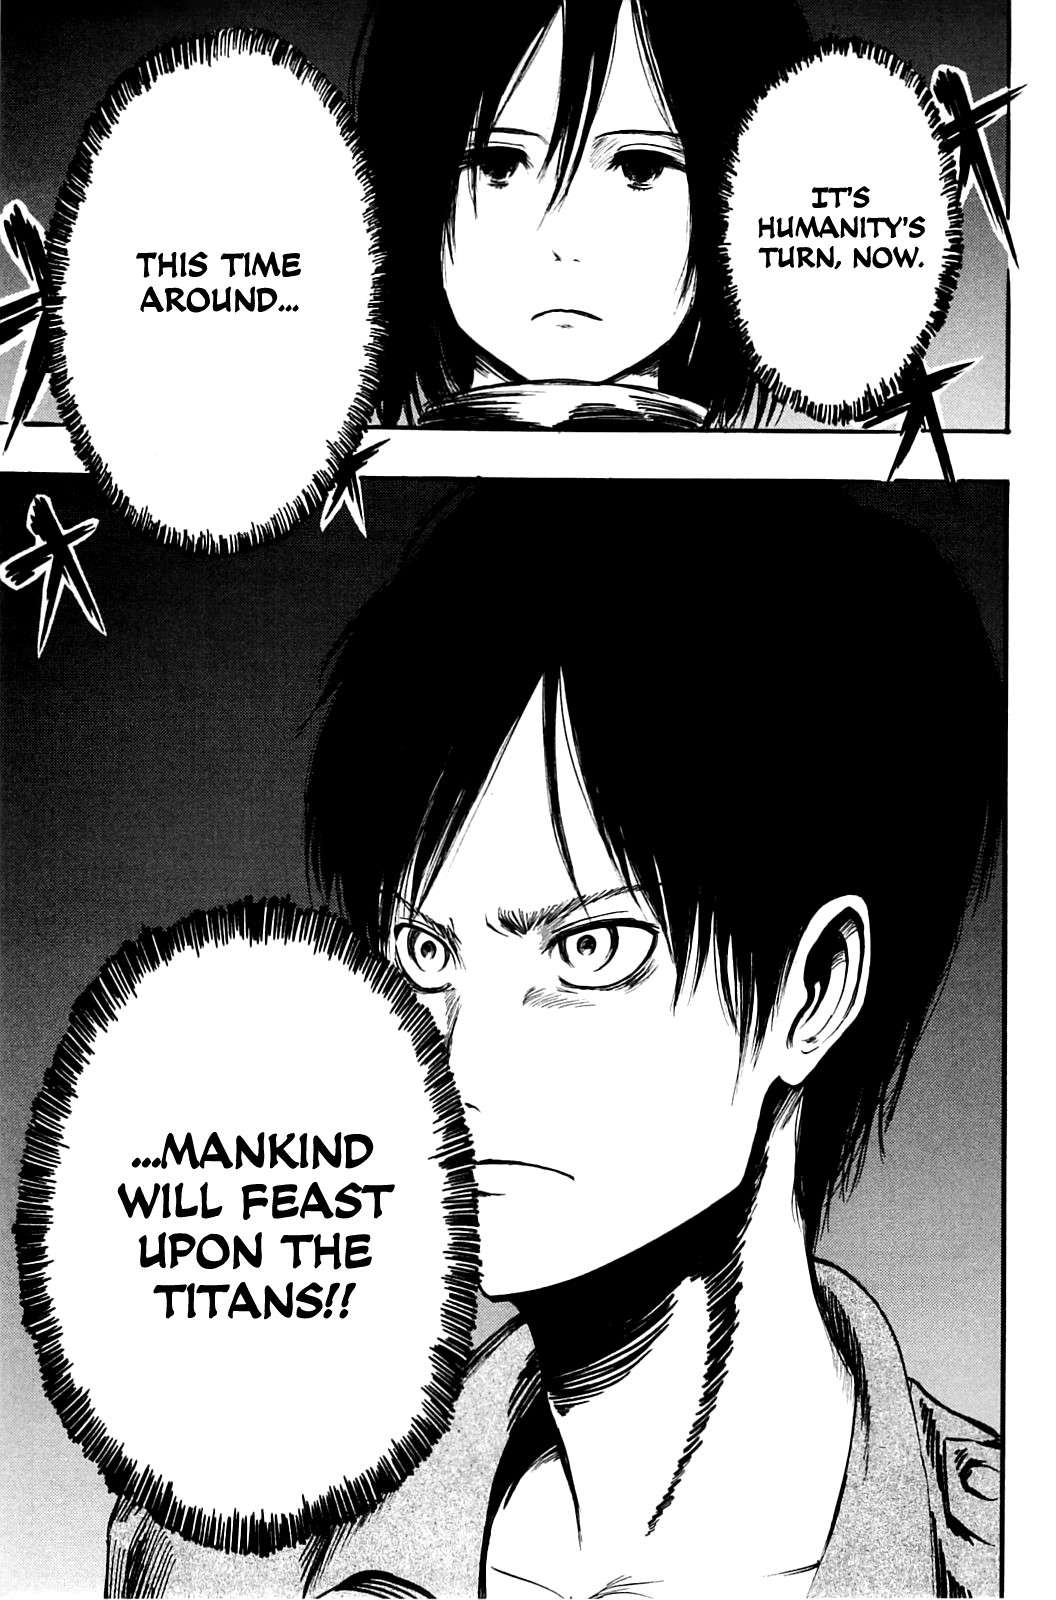 IT'S
HUMANITY'S
TURN, NOW.
THIS TIME
AROUND...
...MANKIND
WILL FEAST
UPON THE
TITANS!!